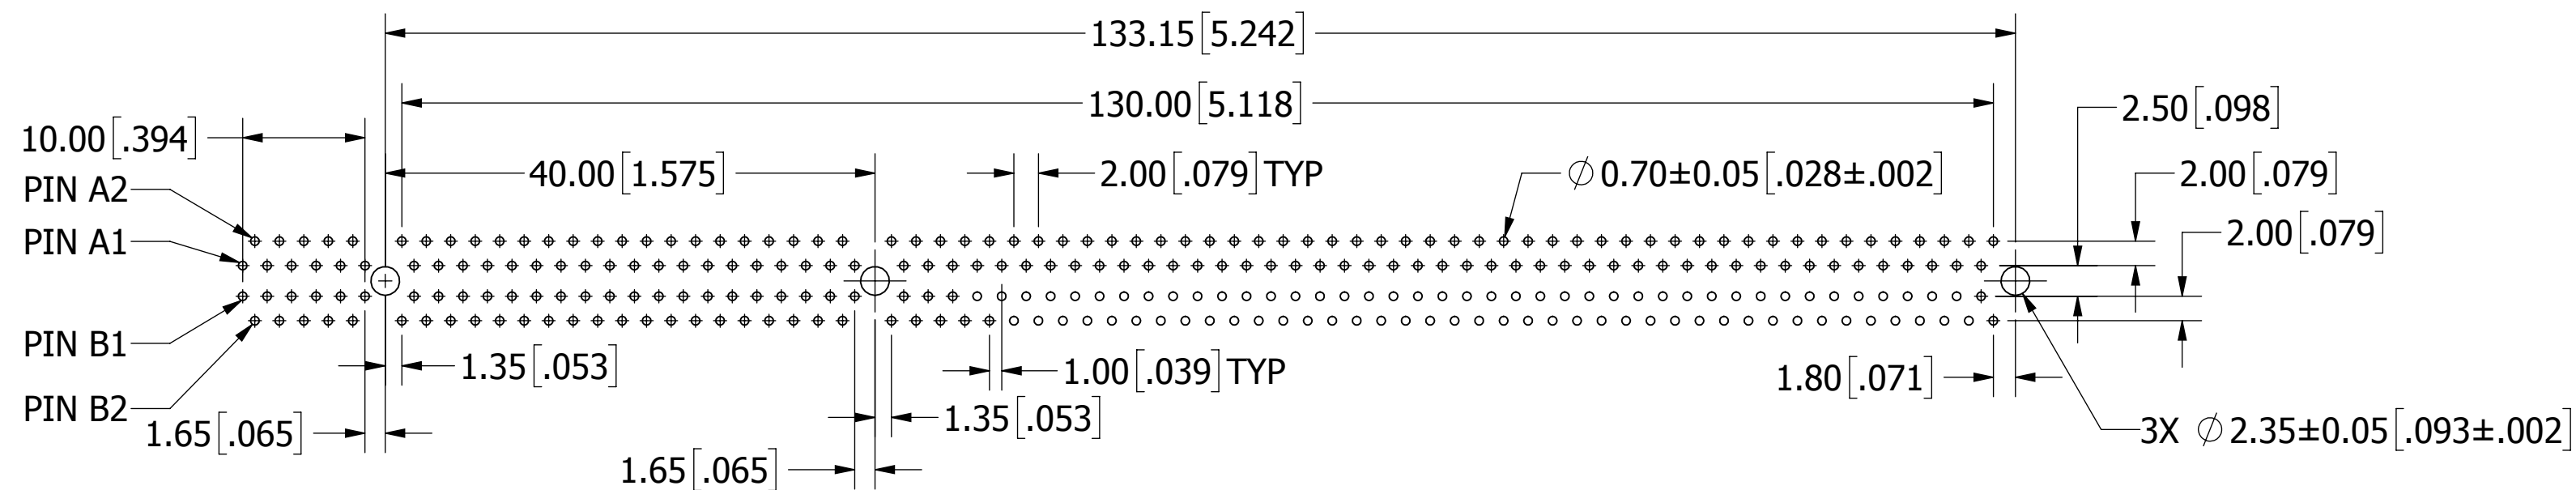 133.15[5.242]
130.00[5.118]
2.50[.098]
10.00[.394]
40.00[1.575]
2.00[.079] TYP
∅ 0.70±0.05[.028±.002]
2.00[.079]
PIN A2
PIN A1
2.00[.079]
PIN B1
1.35[.053]
1.00[.039] TYP
1.80[.071]
PIN B2
1.65[.065]
1.35[.053]
3X ∅ 2.35±0.05[.093±.002]
1.65[.065]